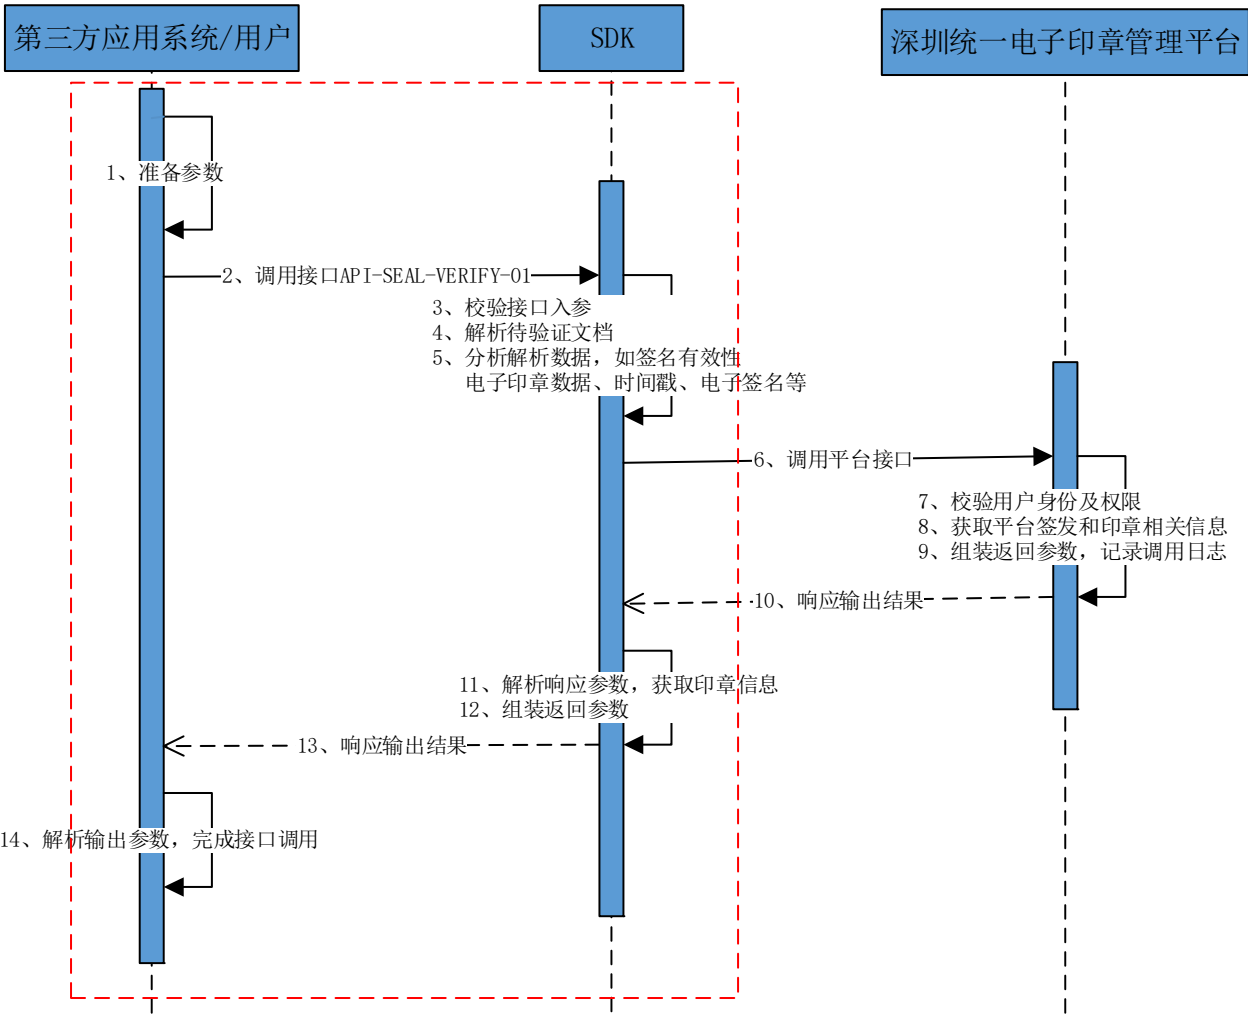 第三方应用系统/用户
SDK
深圳统一电子印章管理平台
1、准备参数
2、调用接口API-SEAL-VERIFY-01
3、校验接口入参
4、解析待验证文档
5、分析解析数据，如签名有效性
电子印章数据、时间戳、电子签名等
6、调用平台接口
7、校验用户身份及权限
8、获取平台签发和印章相关信息
9、组装返回参数，记录调用日志
10、响应输出结果
11、解析响应参数，获取印章信息
12、组装返回参数
13、响应输出结果
14、解析输出参数，完成接口调用